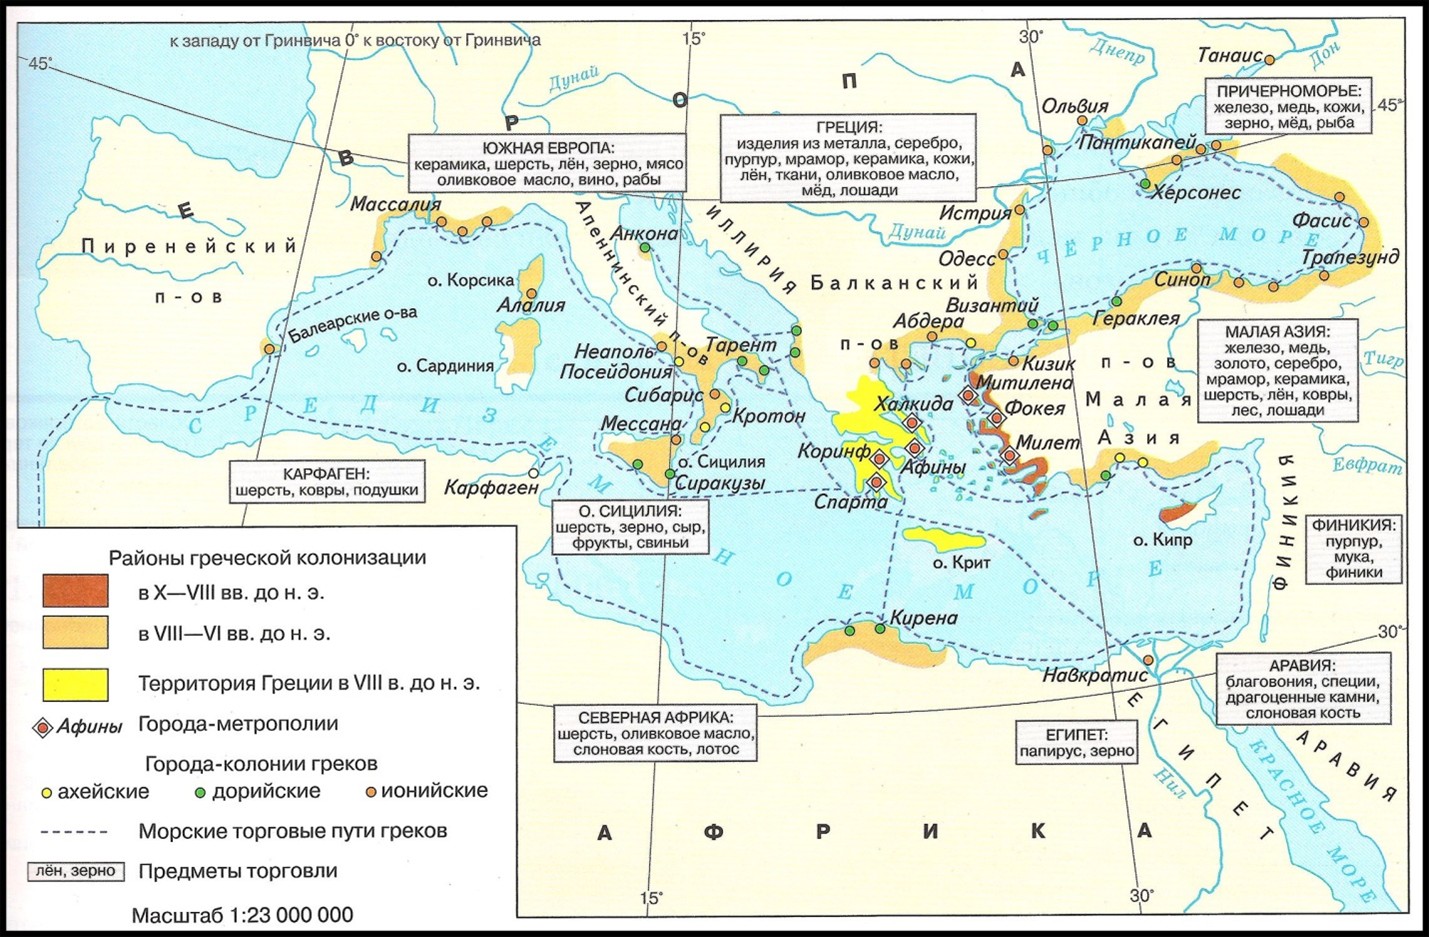 к западу от Гринвича 0° к востоку от Гринвича
15°
30°
45°
45°
30°
15°
30°
Е В Р О П А
Днепр
Дон
Танаис
Дунай
Ольвия
ПРИЧЕРНОМОРЬЕ:
железо, медь, кожи,
зерно, мёд, рыба
ЮЖНАЯ ЕВРОПА:
керамика, шерсть, лён, зерно, мясо
оливковое масло, вино, рабы
ГРЕЦИЯ:
изделия из металла, серебро,
пурпур, мрамор, керамика, кожи,
лён, ткани, оливковое масло,
мёд, лошади
Пантикапей
Херсонес
Массалия
Истрия
Фасис
Дунай
Анкона
ИЛЛИРИЯ
Апеннинский п-ов
Пиренейский
п-ов
ЧЁРНОЕ МОРЕ
Одесс
Трапезунд
Синоп
о. Корсика
Алалия
Балканский
п-ов
Византий
Гераклея
Абдера
Балеарские о-ва
Неаполь
Посейдония
Тарент
о. Сардиния
Кизик
МАЛАЯ АЗИЯ:
железо, медь,
золото, серебро,
мрамор, керамика,
шерсть, лён, ковры,
лес, лошади
Тигр
п-ов
Малая
Азия
Митилена
Сибарис
Кротон
Халкида
Фокея
Мессана
Милет
Коринф
Афины
Спарта
о. Сицилия
Сиракузы
СРЕДИЗЕМНОЕ МОРЕ
КАРФАГЕН:
шерсть, ковры, подушки
Карфаген
Евфрат
О. СИЦИЛИЯ:
шерсть, зерно, сыр,
фрукты, свиньи
о. Крит
о. Кипр
ФИНИКИЯ
ФИНИКИЯ:
пурпур,
мука,
финики
Кирена
Навкратис
АРАВИЯ:
благовония, специи,
драгоценные камни,
слоновая кость
СЕВЕРНАЯ АФРИКА:
шерсть, оливковое масло,
слоновая кость, лотос
ЕГИПЕТ:
папирус, зерно
ЕГИПЕТ
Нил
АРАВИЯ
КРАСНОЕ МОРЕ
АФРИКА
Районы греческой колонизации
в X—VIII вв. до н. э.
в VIII—VI вв. до н. э.
Территория Греции в VIII в. до н. э.
Афины Города-метрополии
Города-колонии греков
ахейские дорийские ионийские
Морские торговые пути греков
лён, зерно Предметы торговли
Масштаб 1:23 000 000